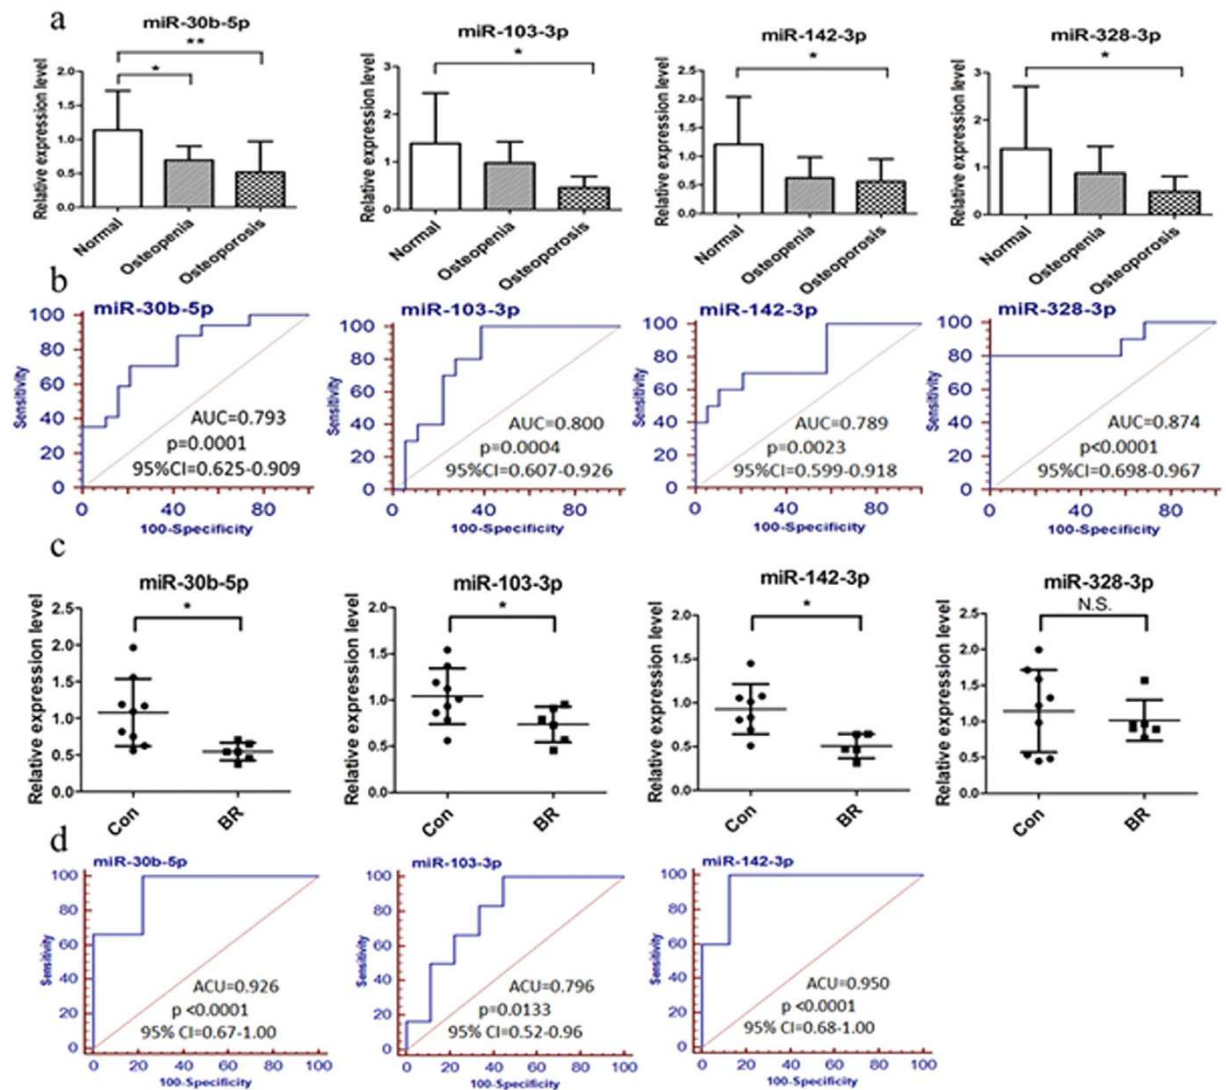 a
miR-30b-5p
**
*
Relative expression level
2.0
1.5
1.0
0.5
0.0
Normal
Osteopenia
Osteoporosis
miR-103-3p
*
Relative expression level
3
2
1
0
Normal
Osteopenia
Osteoporosis
miR-142-3p
*
Relative expression level
2.5
2.0
1.5
1.0
0.5
0.0
Normal
Osteopenia
Osteoporosis
miR-328-3p
*
Relative expression level
3
2
1
0
Normal
Osteopenia
Osteoporosis
b
miR-30b-5p
Sensitivity
100
80
60
40
20
0
AUC=0.793
p=0.0001
95%CI=0.625-0.909
0 40 80
100-Specificity
miR-103-3p
Sensitivity
100
80
60
40
20
0
AUC=0.800
p=0.0004
95%CI=0.607-0.926
0 40 80
100-Specificity
miR-142-3p
Sensitivity
100
80
60
40
20
0
AUC=0.789
p=0.0023
95%CI=0.599-0.918
0 40 80
100-Specificity
miR-328-3p
Sensitivity
100
80
60
40
20
0
AUC=0.874
p<0.0001
95%CI=0.698-0.967
0 40 80
100-Specificity
c
miR-30b-5p
*
Relative expression level
2.5
2.0
1.5
1.0
0.5
0.0
Con
BR
miR-103-3p
*
Relative expression level
2.0
1.5
1.0
0.5
0.0
Con
BR
miR-142-3p
*
Relative expression level
2.0
1.5
1.0
0.5
0.0
Con
BR
miR-328-3p
N.S.
Relative expression level
2.5
2.0
1.5
1.0
0.5
0.0
Con
BR
d
miR-30b-5p
Sensitivity
100
80
60
40
20
0
ACU=0.926
p <0.0001
95% CI=0.67-1.00
0 20 40 60 80 100
100-Specificity
miR-103-3p
Sensitivity
100
80
60
40
20
0
ACU=0.796
p=0.0133
95% CI=0.52-0.96
0 20 40 60 80 100
100-Specificity
miR-142-3p
Sensitivity
100
80
60
40
20
0
ACU=0.950
p <0.0001
95% CI=0.68-1.00
0 20 40 60 80 100
100-Specificity